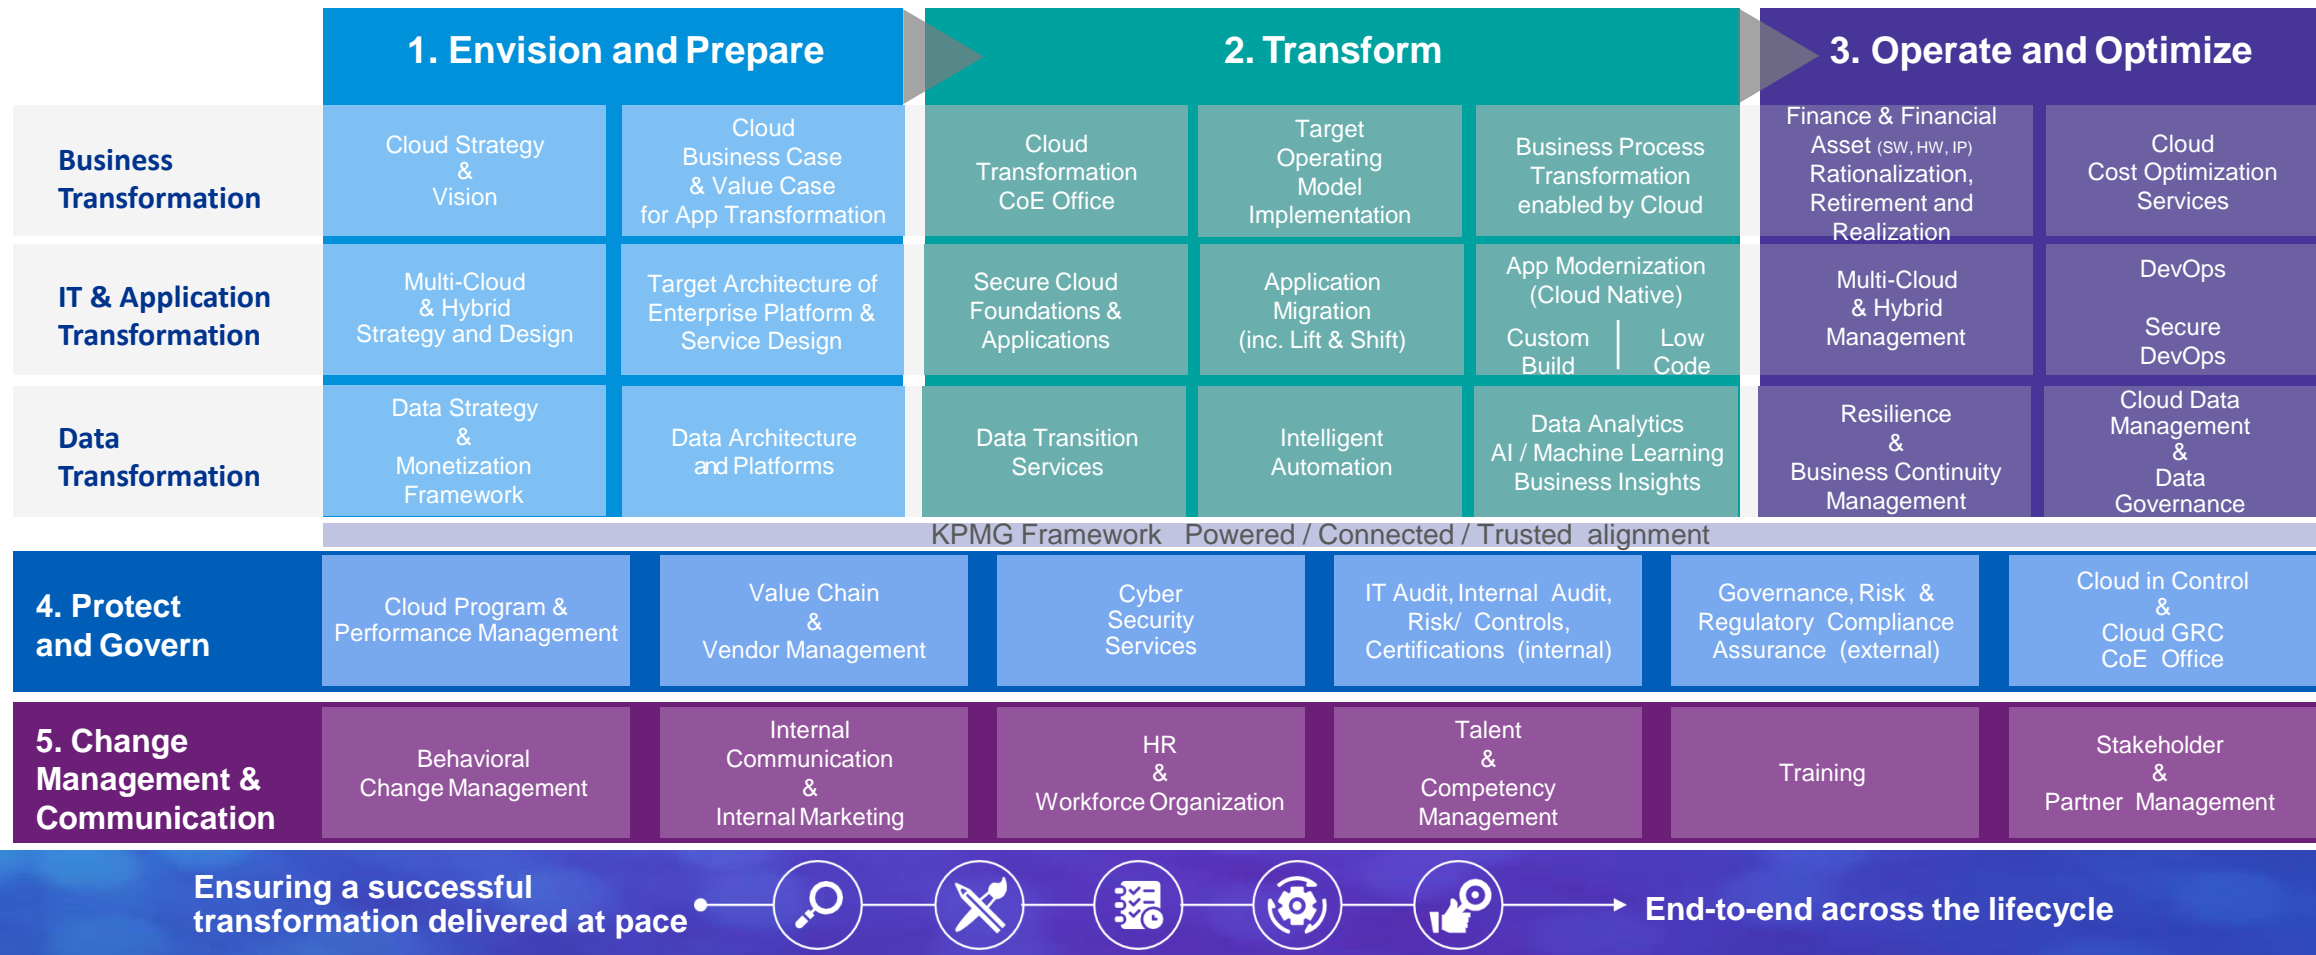 1. Envision and Prepare
2. Transform
3. Operate and Optimize
Business
Transformation
Cloud Strategy
&
Vision
Cloud
Business Case
& Value Case
for App Transformation
Cloud
Transformation
CoE Office
Target
Operating
Model
Implementation
Business Process
Transformation
enabled by Cloud
Finance & Financial
Asset (SW, HW, IP)
Rationalization,
Retirement and
Realization
Cloud
Cost Optimization
Services
IT & Application
Transformation
Multi-Cloud
& Hybrid
Strategy and Design
Target Architecture of
Enterprise Platform &
Service Design
Secure Cloud
Foundations &
Applications
Application
Migration
(inc. Lift & Shift)
App Modernization
(Cloud Native)
Custom
Build
Low
Code
Multi-Cloud
& Hybrid
Management
DevOps
Secure
DevOps
Data
Transformation
Data Strategy
&
Monetization
Framework
Data Architecture
and Platforms
Data Transition
Services
Intelligent
Automation
Data Analytics
AI / Machine Learning
Business Insights
Resilience
&
Business Continuity
Management
Cloud Data
Management
&
Data
Governance
KPMG Framework Powered / Connected / Trusted alignment
4. Protect
and Govern
Cloud Program &
Performance Management
Value Chain
&
Vendor Management
Cyber
Security
Services
IT Audit, Internal Audit,
Risk/ Controls,
Certifications (internal)
Governance, Risk &
Regulatory Compliance
Assurance (external)
Cloud in Control
&
Cloud GRC
CoE Office
5. Change
Management &
Communication
Behavioral
Change Management
Internal
Communication
&
Internal Marketing
HR
&
Workforce Organization
Talent
&
Competency
Management
Training
Stakeholder
&
Partner Management
Ensuring a successful
transformation delivered at pace
End-to-end across the lifecycle